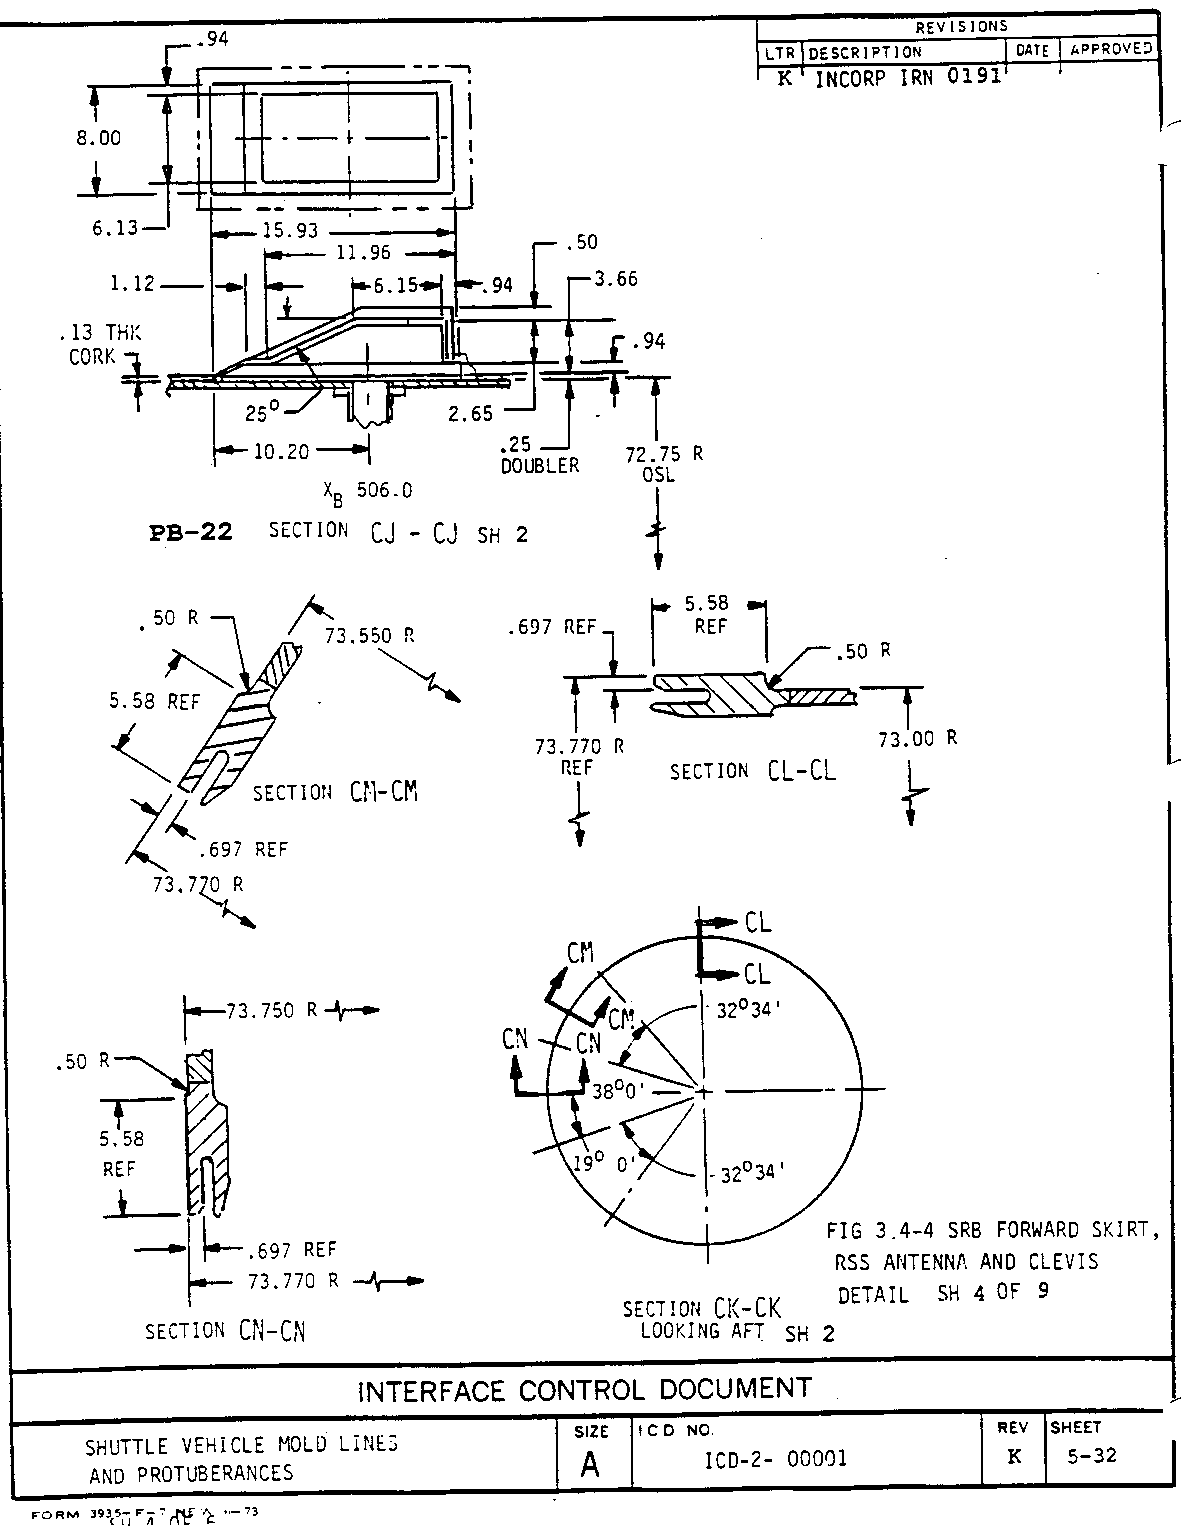 REVISIONS
LTR DESCRIPTION DATE APPROVED
K INCORP IRN 0191
.94
8.00
6.13
15.93
11.96
.50
1.12
6.15
.94
3.66
.13 THK
CORK
.94
25°
2.65
10.20
.25
DOUBLER
72.75 R
OSL
XB 506.0
PB-22 SECTION CJ - CJ SH 2
.50 R
73.550 R
5.58 REF
SECTION CM-CM
.697 REF
73.770 R
5.58
REF
.697 REF
.50 R
73.770 R
REF
73.00 R
SECTION CL-CL
73.750 R
.50 R
5.58
REF
.697 REF
73.770 R
SECTION CN-CN
CL
CL
CM
CM
CN
CN
32°34'
38°0'
19° 0'
32°34'
SECTION CK-CK
LOOKING AFT SH 2
FIG 3.4-4 SRB FORWARD SKIRT,
RSS ANTENNA AND CLEVIS
DETAIL SH 4 OF 9
INTERFACE CONTROL DOCUMENT
SHUTTLE VEHICLE MOLD LINES
AND PROTUBERANCES
SIZE
A
ICD NO.
ICD-2- 00001
REV
K
SHEET
5-32
FORM 3935-F-